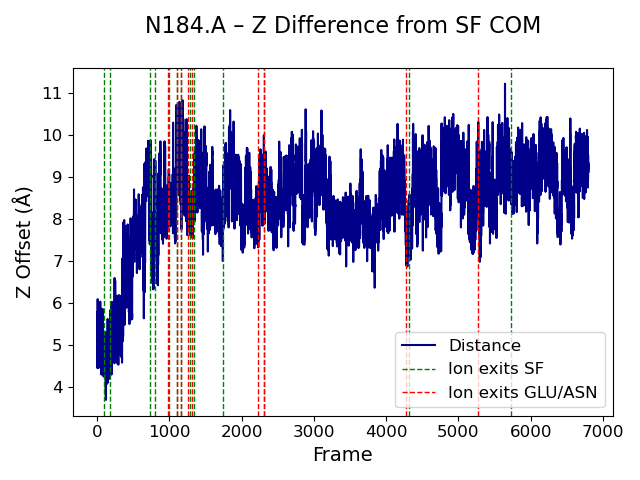 N184.A – Z Difference from SF COM
Z Offset (Å)
11
10
9
8
7
6
5
4
Distance
Ion exits SF
Ion exits GLU/ASN
0 1000 2000 3000 4000 5000 6000 7000
Frame